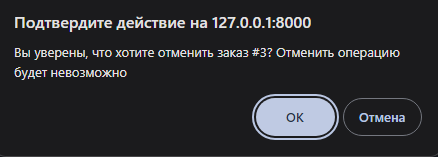 Подтвердите действие на 127.0.0.1:8000
Вы уверены, что хотите отменить заказ #3? Отменить операцию
будет невозможно
ОК
Отмена